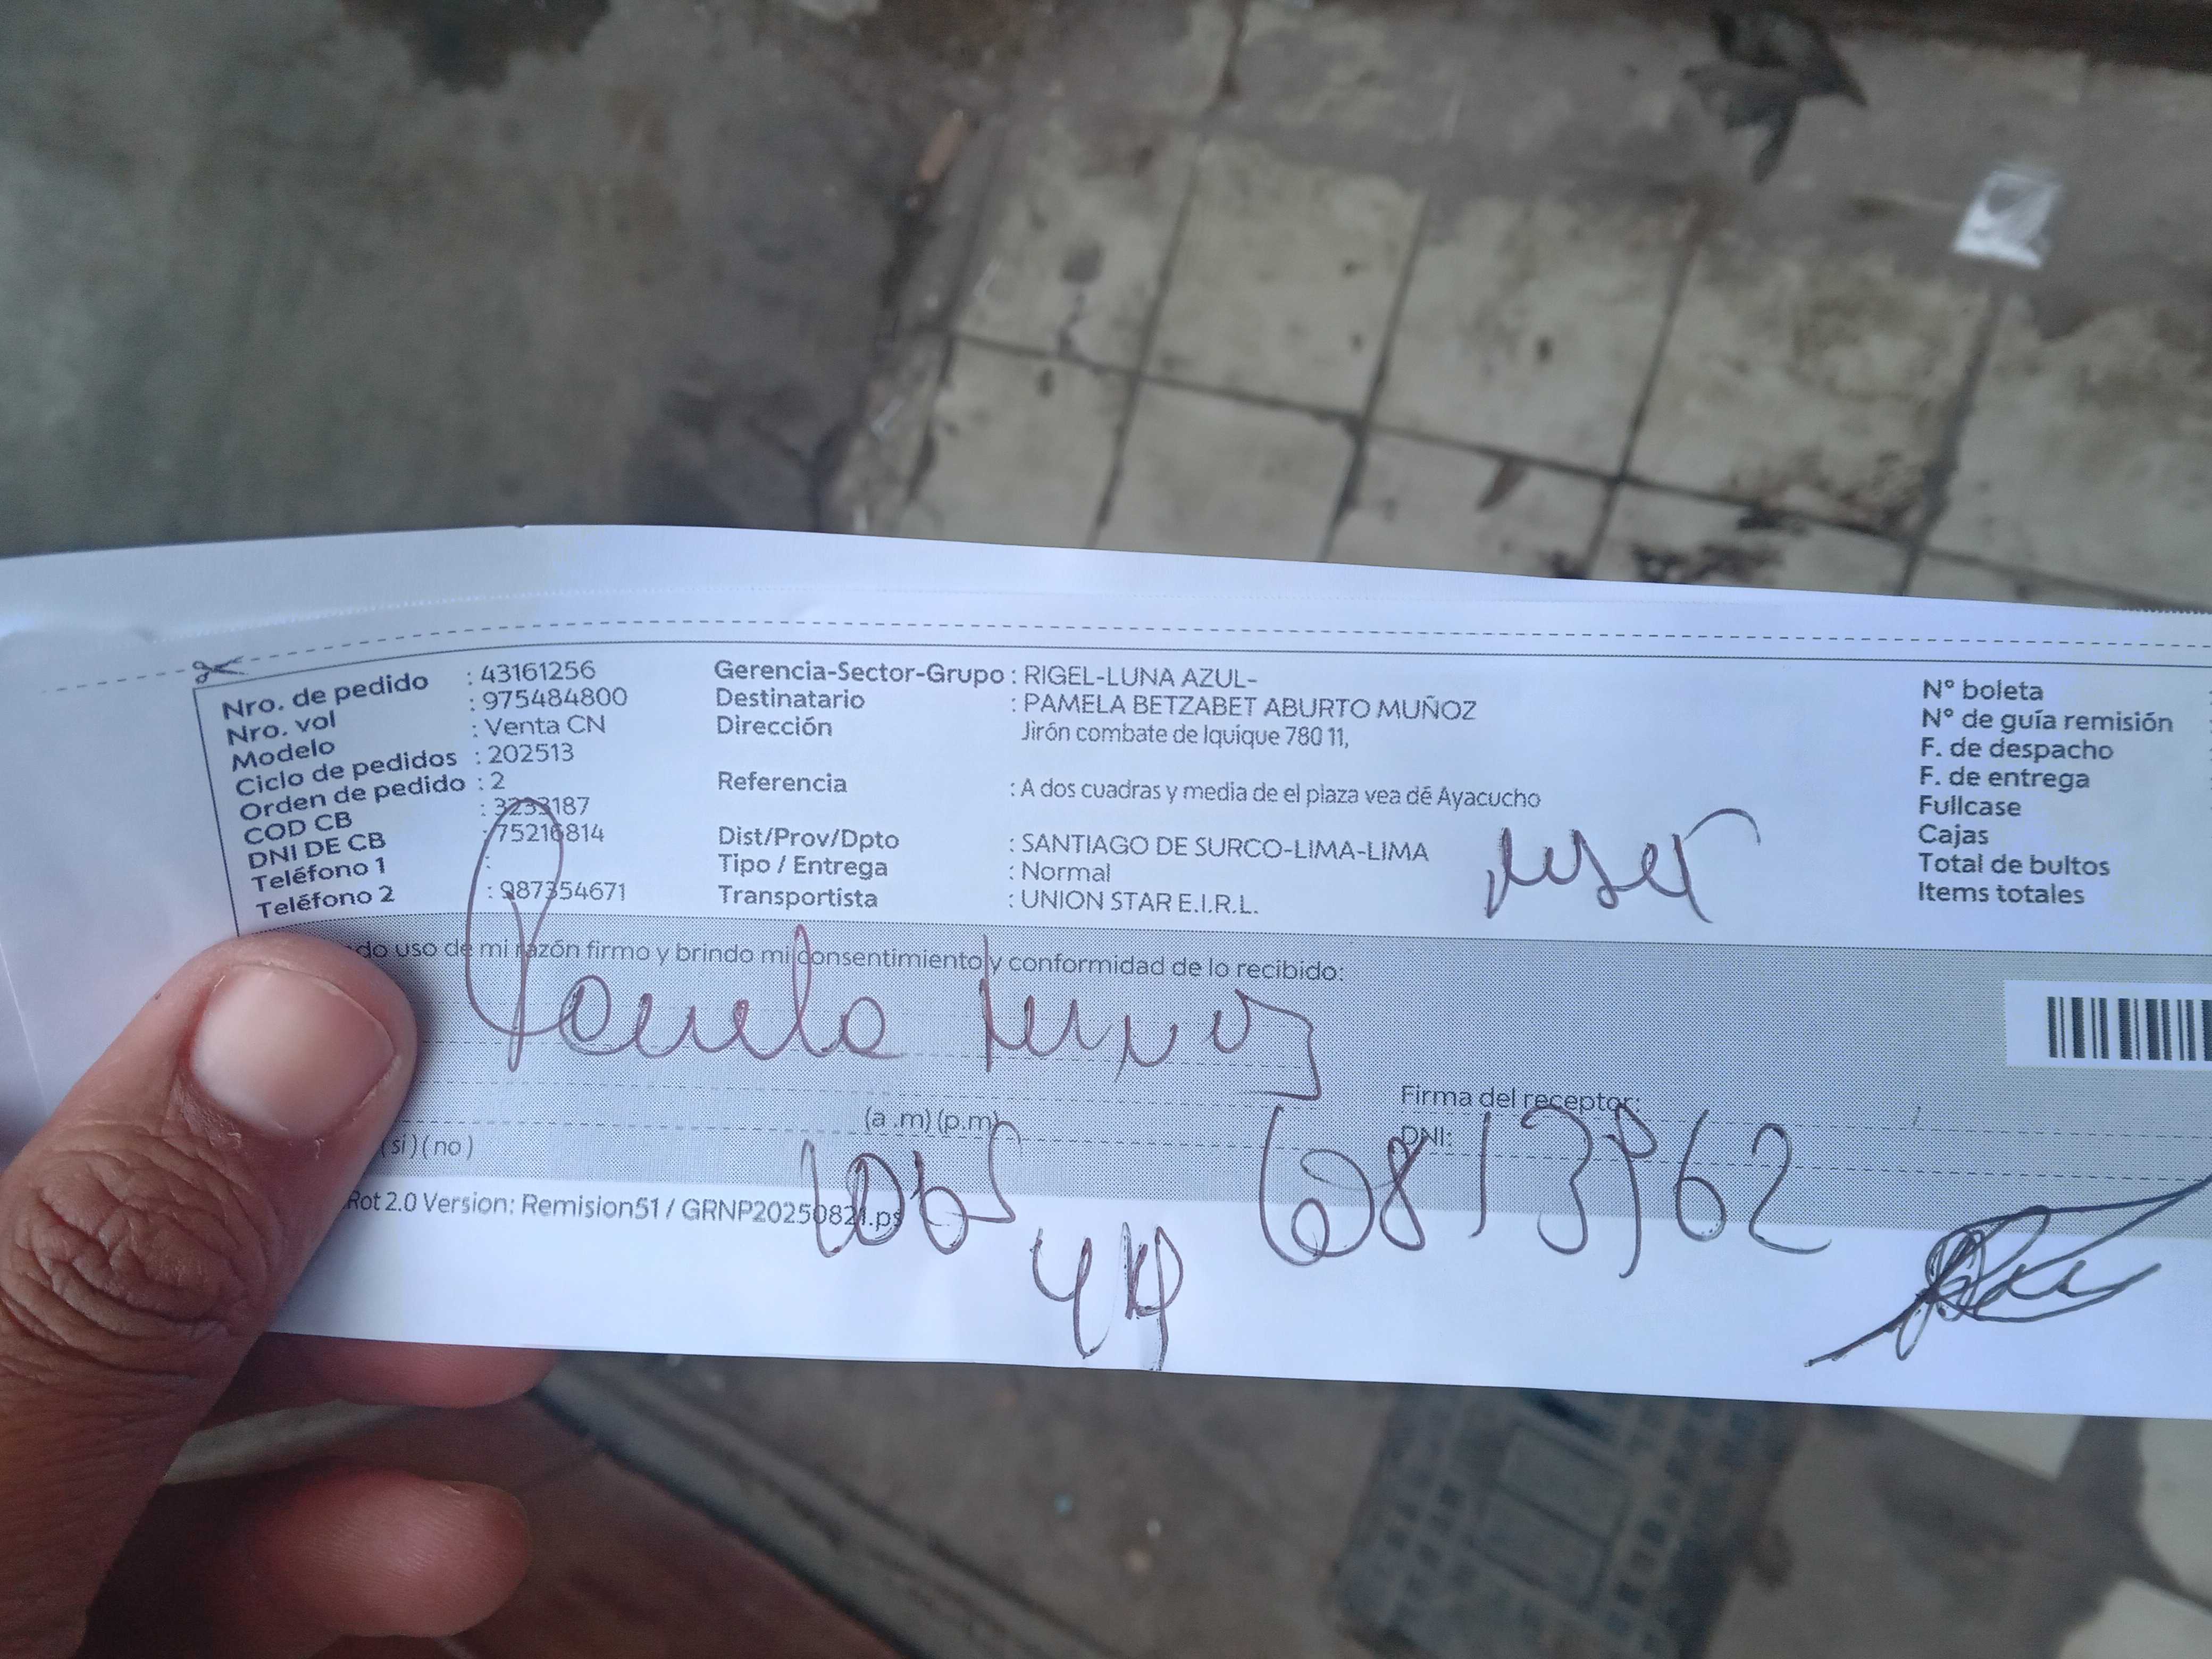 Nro. de pedido : 43161256
Nro. vol : 975484800
Modelo : Venta CN
Ciclo de pedidos : 202513
Orden de pedido : 2
COD CB : 3233187
DNI DE CB : 75216814
Teléfono 1 :
Teléfono 2 : 987354671
Gerencia-Sector-Grupo : RIGEL-LUNA AZUL-
Destinatario : PAMELA BETZABET ABURTO MUÑOZ
Dirección Jirón combate de Iquique 780 11,
Referencia : A dos cuadras y media de el plaza vea dé Ayacucho
Dist/Prov/Dpto : SANTIAGO DE SURCO-LIMA-LIMA
Tipo / Entrega : Normal
Transportista : UNION STAR E.I.R.L.
N° boleta
N° de guía remisión
F. de despacho
F. de entrega
Fullcase
Cajas
Total de bultos
Items totales
do uso de mi razón firmo y brindo mi consentimiento y conformidad de lo recibido:
Pamela Munoz
Firma del receptor:
(a .m) (p.m)
DNI:
(si) (no)
Rot 2.0 Version: Remision51 / GRNP20250821.ps